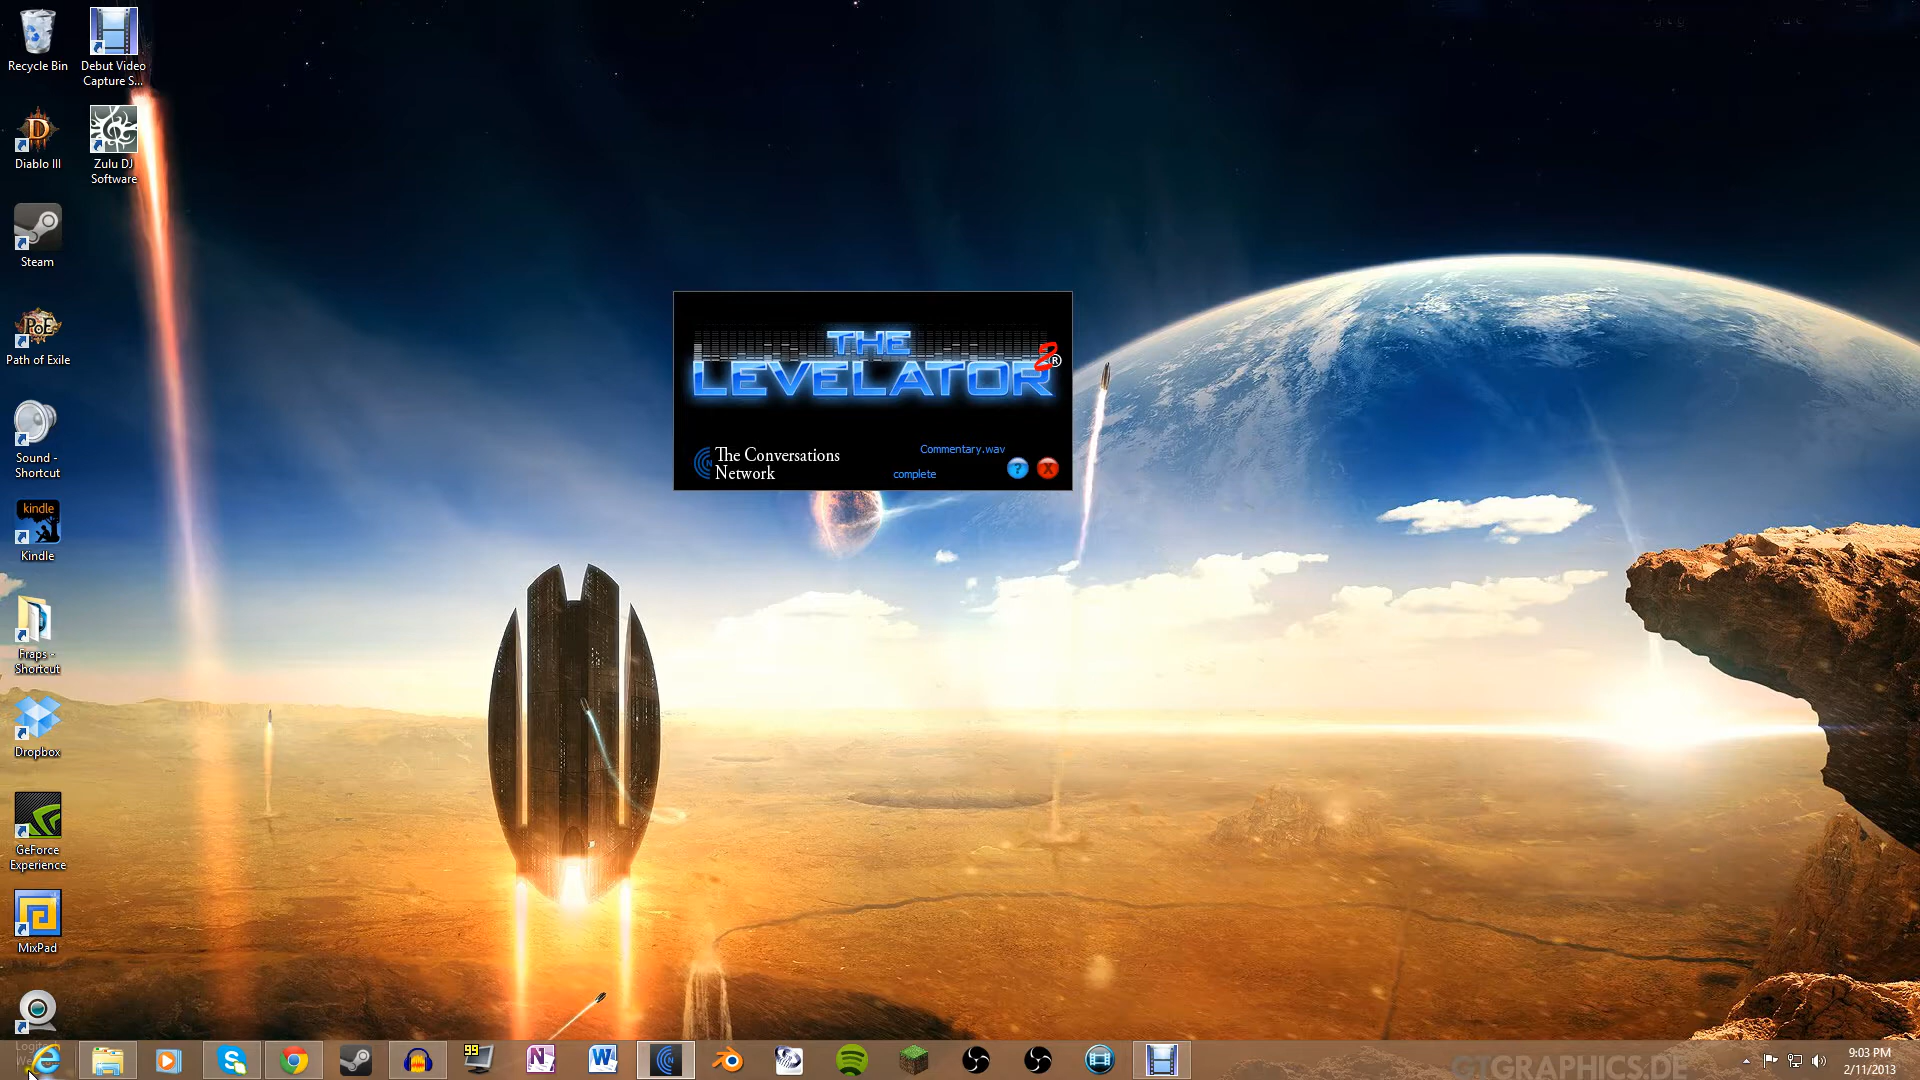 Recycle Bin
Debut Video
Capture S...
Diablo III
Zulu DJ
Software
Steam
PoE
Path of Exile
Sound -
Shortcut
kindle
Kindle
Fraps -
Shortcut
Dropbox
GeForce
Experience
MixPad
THE
LEVELATOR 2®
The Conversations
Network
Commentary.wav
complete
?
X
99
GTGRAPHICS.DE
9:03 PM
2/11/2013